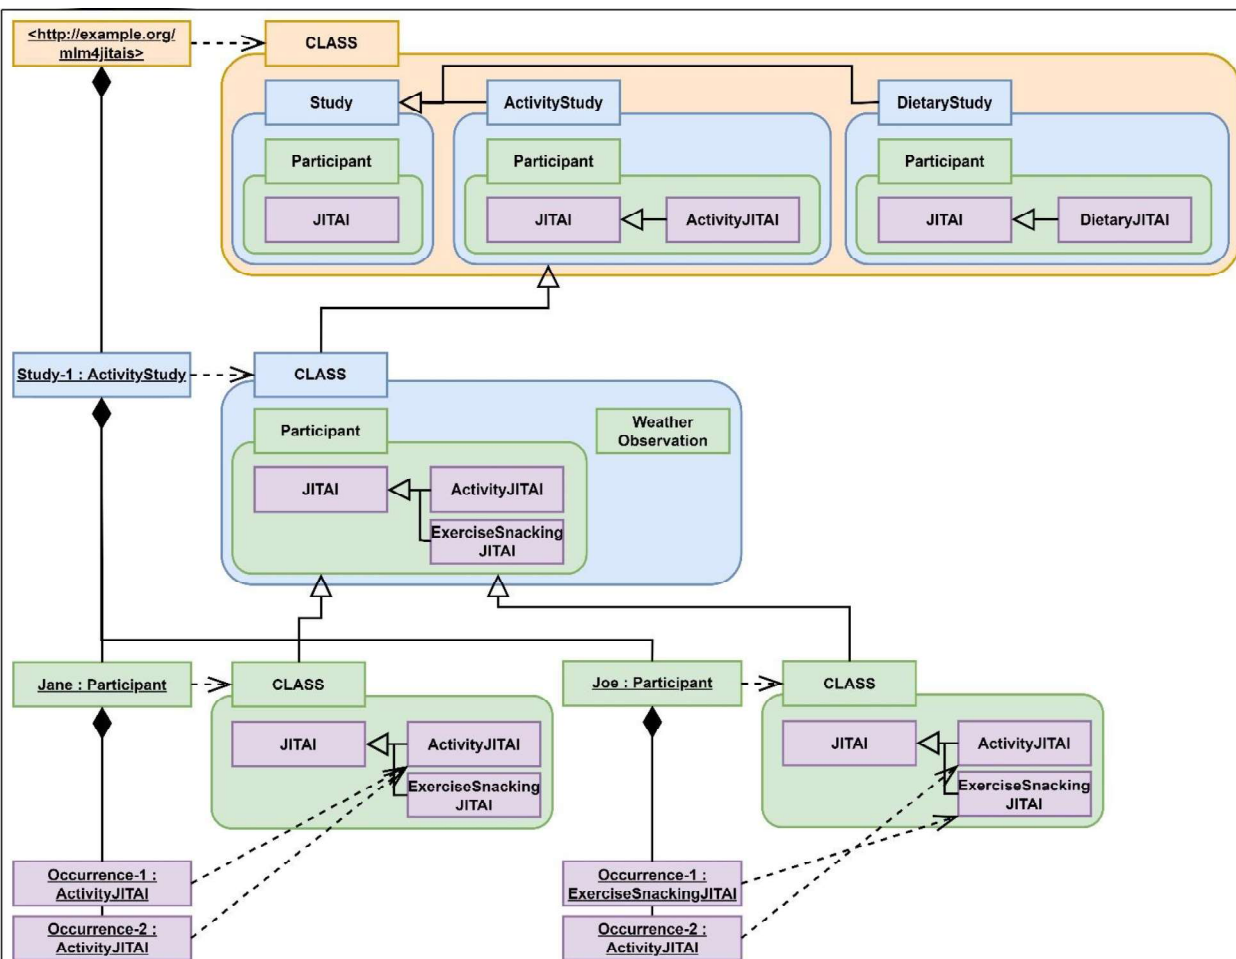 <http://example.org/
mlm4jitais>
CLASS
Study
ActivityStudy
DietaryStudy
Participant
Participant
Participant
JITAI
JITAI
ActivityJITAI
JITAI
DietaryJITAI
Study-1 : ActivityStudy
CLASS
Participant
Weather
Observation
JITAI
ActivityJITAI
ExerciseSnacking
JITAI
Jane : Participant
CLASS
Joe : Participant
CLASS
JITAI
ActivityJITAI
ExerciseSnacking
JITAI
JITAI
ActivityJITAI
ExerciseSnacking
JITAI
Occurrence-1 :
ActivityJITAI
Occurrence-2 :
ActivityJITAI
Occurrence-1 :
ExerciseSnackingJITAI
Occurrence-2 :
ActivityJITAI